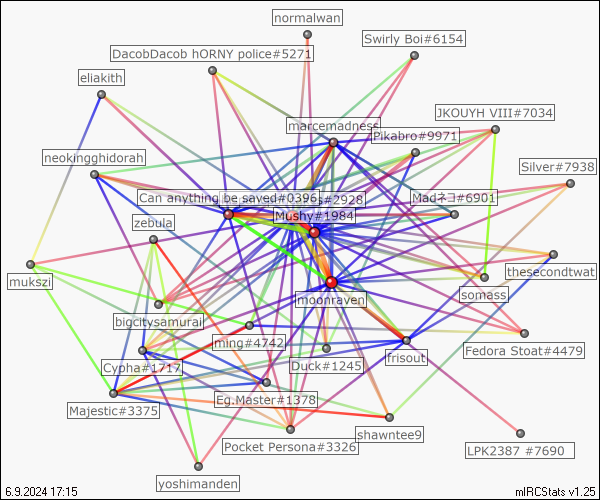 normalwan
Swirly Boi#6154
DacobDacob hORNY police#5271
eliakith
JKOUYH VIII#7034
marcemadness
Pikabro#9971
neokingghidorah
Silver#7938
Can anything be saved#0396
#2928
Madネコ#6901
Mushy#1984
zebula
thesecondtwat
mukszi
moonraven
somass
bigcitysamurai
ming#4742
frisout
Fedora Stoat#4479
Cypha#1717
Duck#1245
Eg.Master#1378
Majestic#3375
shawntee9
Pocket Persona#3326
LPK2387 #7690
yoshimanden
6.9.2024 17:15
mIRCStats v1.25